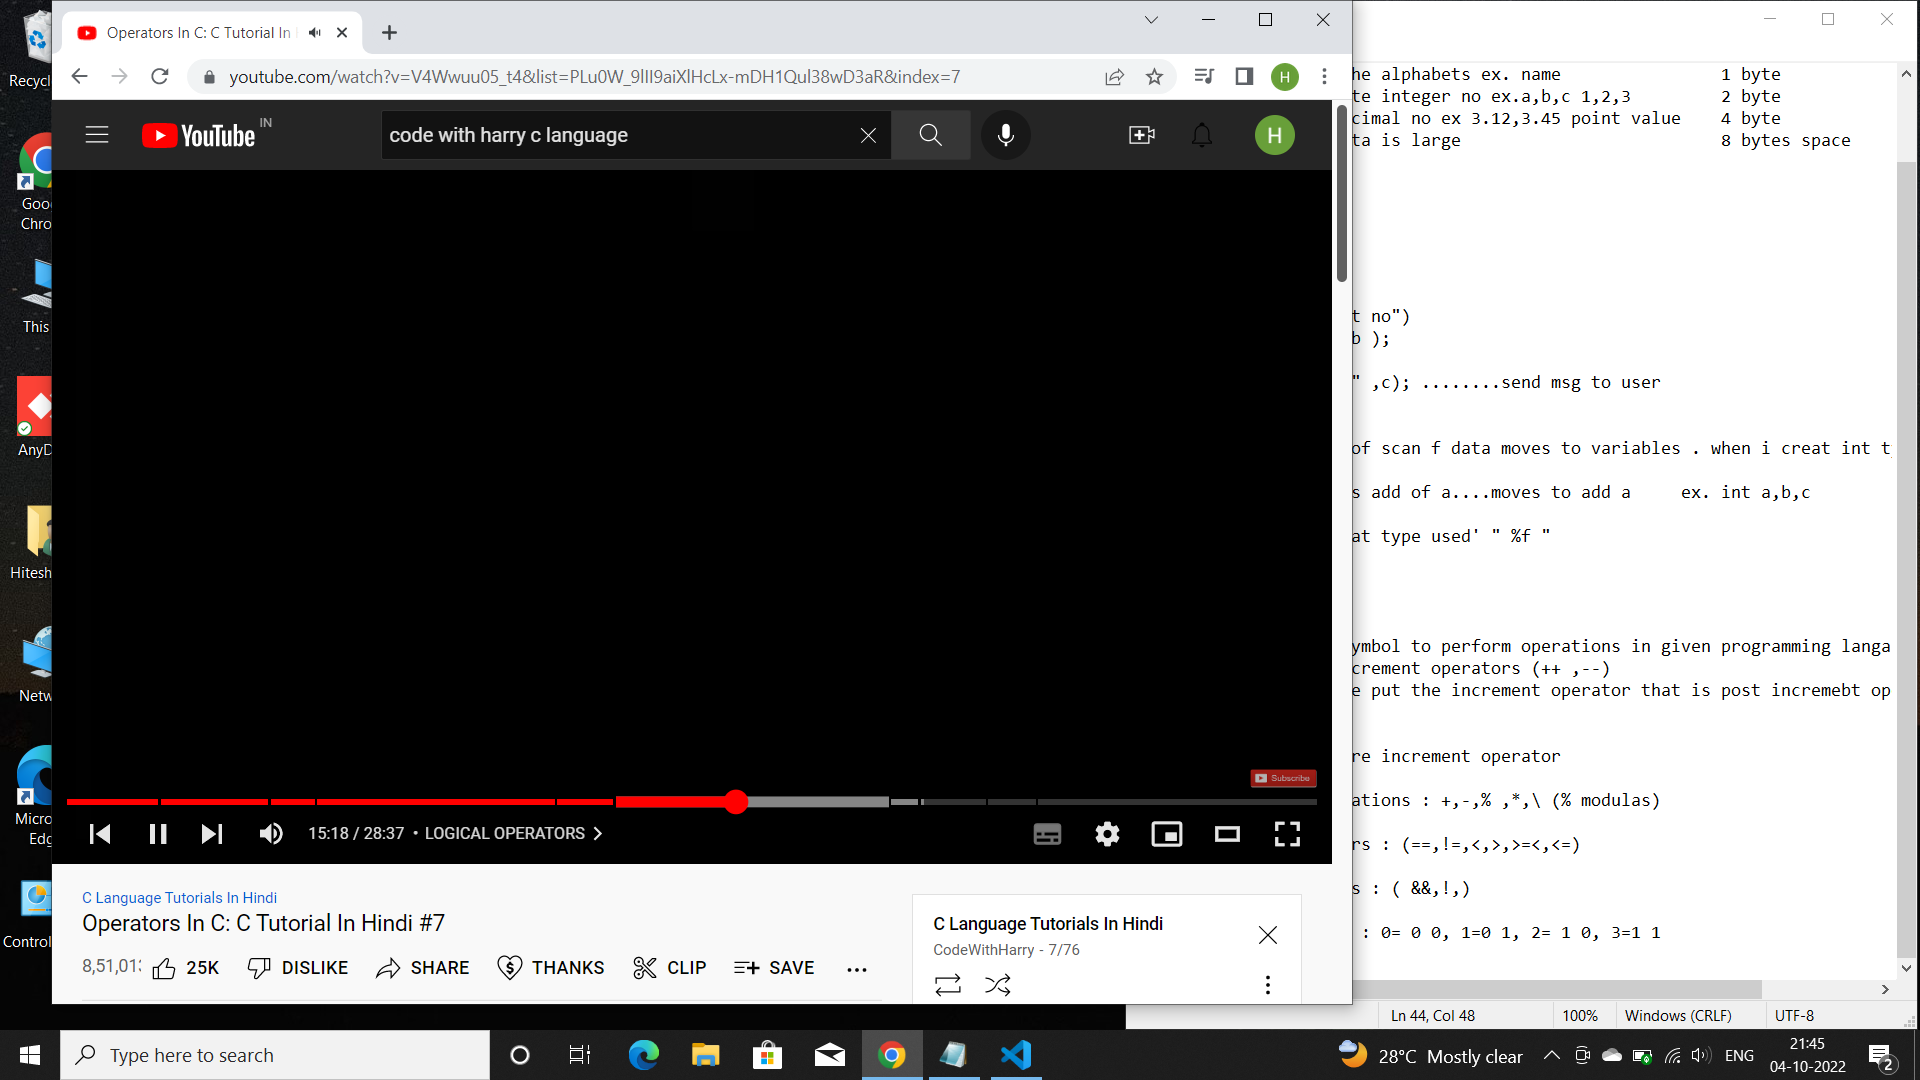 Recycl
Goo
Chro
This
AnyD
Hitesh
Netw
Micro
Edg
Control
Operators In C: C Tutorial In
youtube.com/watch?v=V4Wwuu05_t4&list=PLu0W_9lII9aiXlHcLx-mDH1Qul38wD3aR&index=7
H
YouTube IN
code with harry c language
H
Subscribe
15:18 / 28:37 • LOGICAL OPERATORS
C Language Tutorials In Hindi
Operators In C: C Tutorial In Hindi #7
8,51,013 25K DISLIKE SHARE THANKS CLIP SAVE
C Language Tutorials In Hindi
CodeWithHarry - 7/76
he alphabets ex. name 1 byte
te integer no ex.a,b,c 1,2,3 2 byte
cimal no ex 3.12,3.45 point value 4 byte
ta is large 8 bytes space
t no")
b );
" ,c); ........send msg to user
of scan f data moves to variables . when i creat int t
s add of a....moves to add a ex. int a,b,c
at type used' " %f "
ymbol to perform operations in given programming langa
crement operators (++ ,--)
e put the increment operator that is post incremebt op
re increment operator
ations : +,-,% ,*,\ (% modulas)
rs : (==,!=,<,>,>=<,<=)
s : ( &&,!,)
: 0= 0 0, 1=0 1, 2= 1 0, 3=1 1
Ln 44, Col 48 100% Windows (CRLF) UTF-8
Type here to search
28°C Mostly clear
ENG
21:45
04-10-2022
2